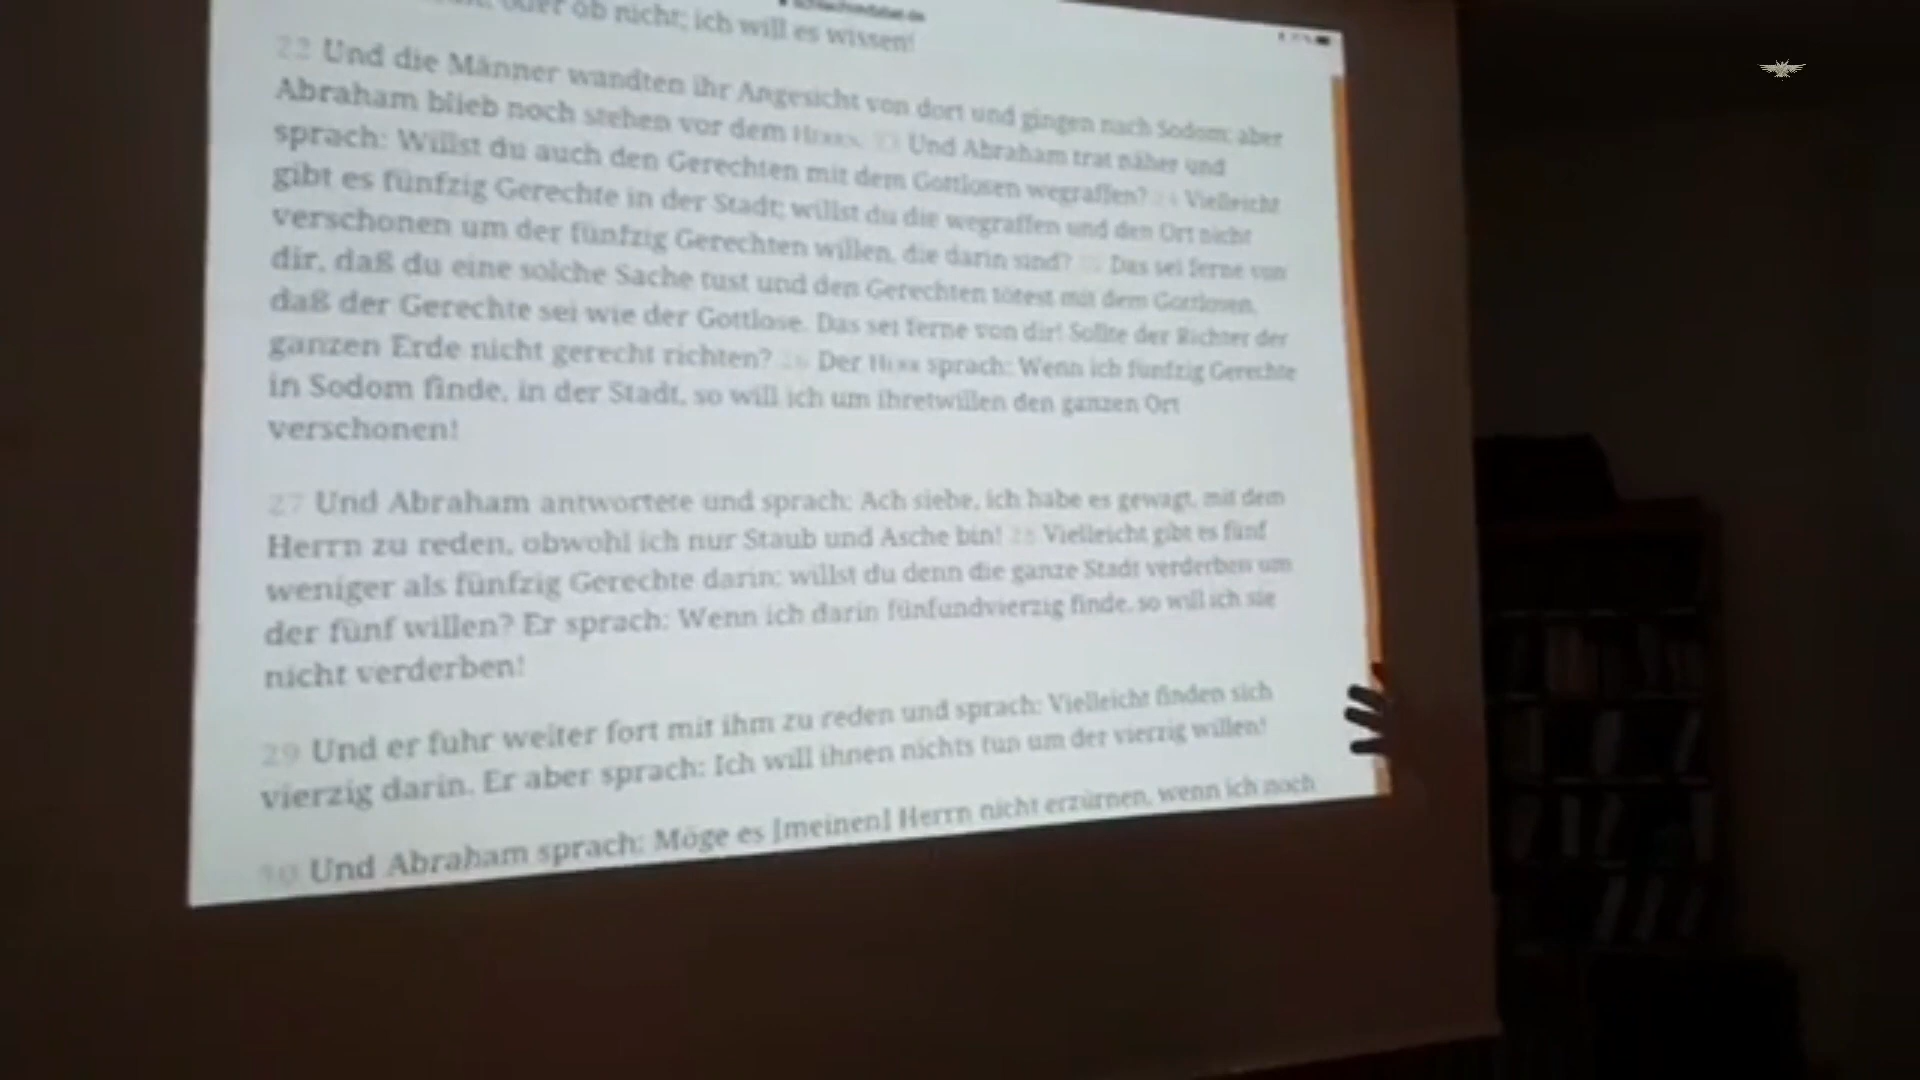 oder ob nicht; ich will es wissen!
22 Und die Männer wandten ihr Angesicht von dort und gingen nach Sodom; aber
Abraham blieb noch stehen vor dem HERRN. 23 Und Abraham trat näher und
sprach: Willst du auch den Gerechten mit dem Gottlosen wegraffen? 24 Vielleicht
gibt es fünfzig Gerechte in der Stadt; willst du die wegraffen und den Ort nicht
verschonen um der fünfzig Gerechten willen, die darin sind? Das sei ferne von
dir, daß du eine solche Sache tust und den Gerechten tötest mit dem Gottlosen,
daß der Gerechte sei wie der Gottlose. Das sei ferne von dir! Sollte der Richter der
ganzen Erde nicht gerecht richten? 26 Der HERR sprach: Wenn ich fünfzig Gerechte
in Sodom finde, in der Stadt, so will ich um ihretwillen den ganzen Ort
verschonen!
27 Und Abraham antwortete und sprach: Ach siehe, ich habe es gewagt, mit dem
Herrn zu reden, obwohl ich nur Staub und Asche bin! 28 Vielleicht gibt es fünf
weniger als fünfzig Gerechte darin; willst du denn die ganze Stadt verderben um
der fünf willen? Er sprach: Wenn ich darin fünfundvierzig finde, so will ich sie
nicht verderben!
29 Und er fuhr weiter fort mit ihm zu reden und sprach: Vielleicht finden sich
vierzig darin. Er aber sprach: Ich will ihnen nichts tun um der vierzig willen!
30 Und Abraham sprach: Möge es [meinen] Herrn nicht erzürnen, wenn ich noch